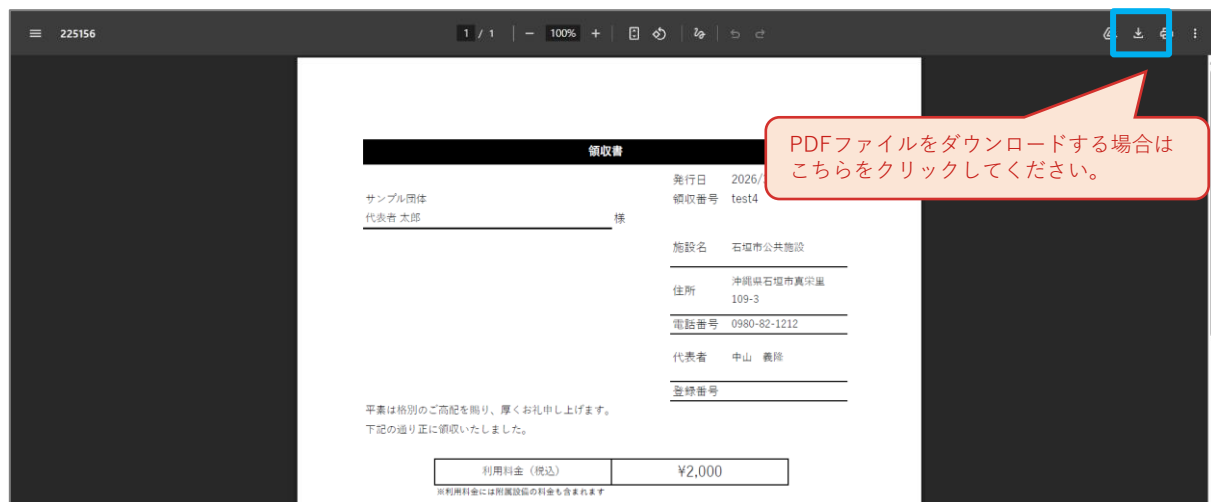 225156
1 / 1
100%
PDFファイルをダウンロードする場合は
こちらをクリックしてください。
領収書
発行日 2026/
サンプル団体
領収番号 test4
代表者 太郎 様
施設名 石垣市公共施設
住所 沖縄県石垣市真栄里
109-3
電話番号 0980-82-1212
代表者 中山 義隆
登録番号
平素は格別のご高配を賜り、厚くお礼申し上げます。
下記の通り正に領収いたしました。
利用料金（税込） ¥2,000
※利用料金には附属設備の料金も含まれます